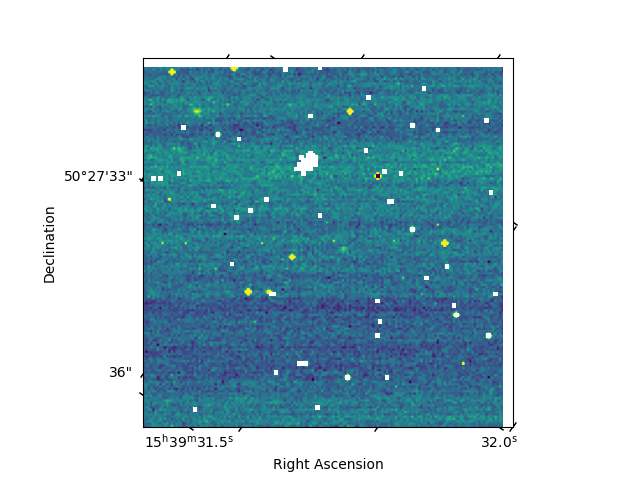 50°27'33"
Declination
36"
15ʰ39ᵐ31.5ˢ
32.0ˢ
Right Ascension